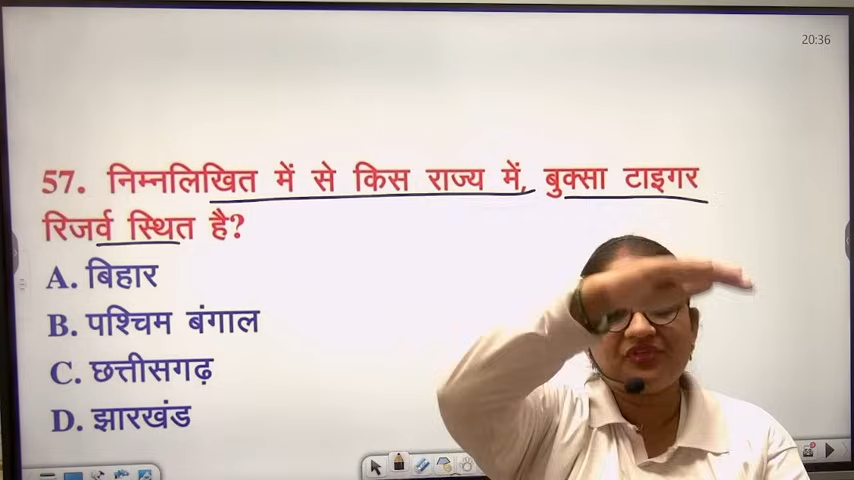 20:36
57. निम्नलिखित में से किस राज्य में, बुक्सा टाइगर
रिजर्व स्थित है?
A. बिहार
B. पश्चिम बंगाल
C. छत्तीसगढ़
D. झारखंड